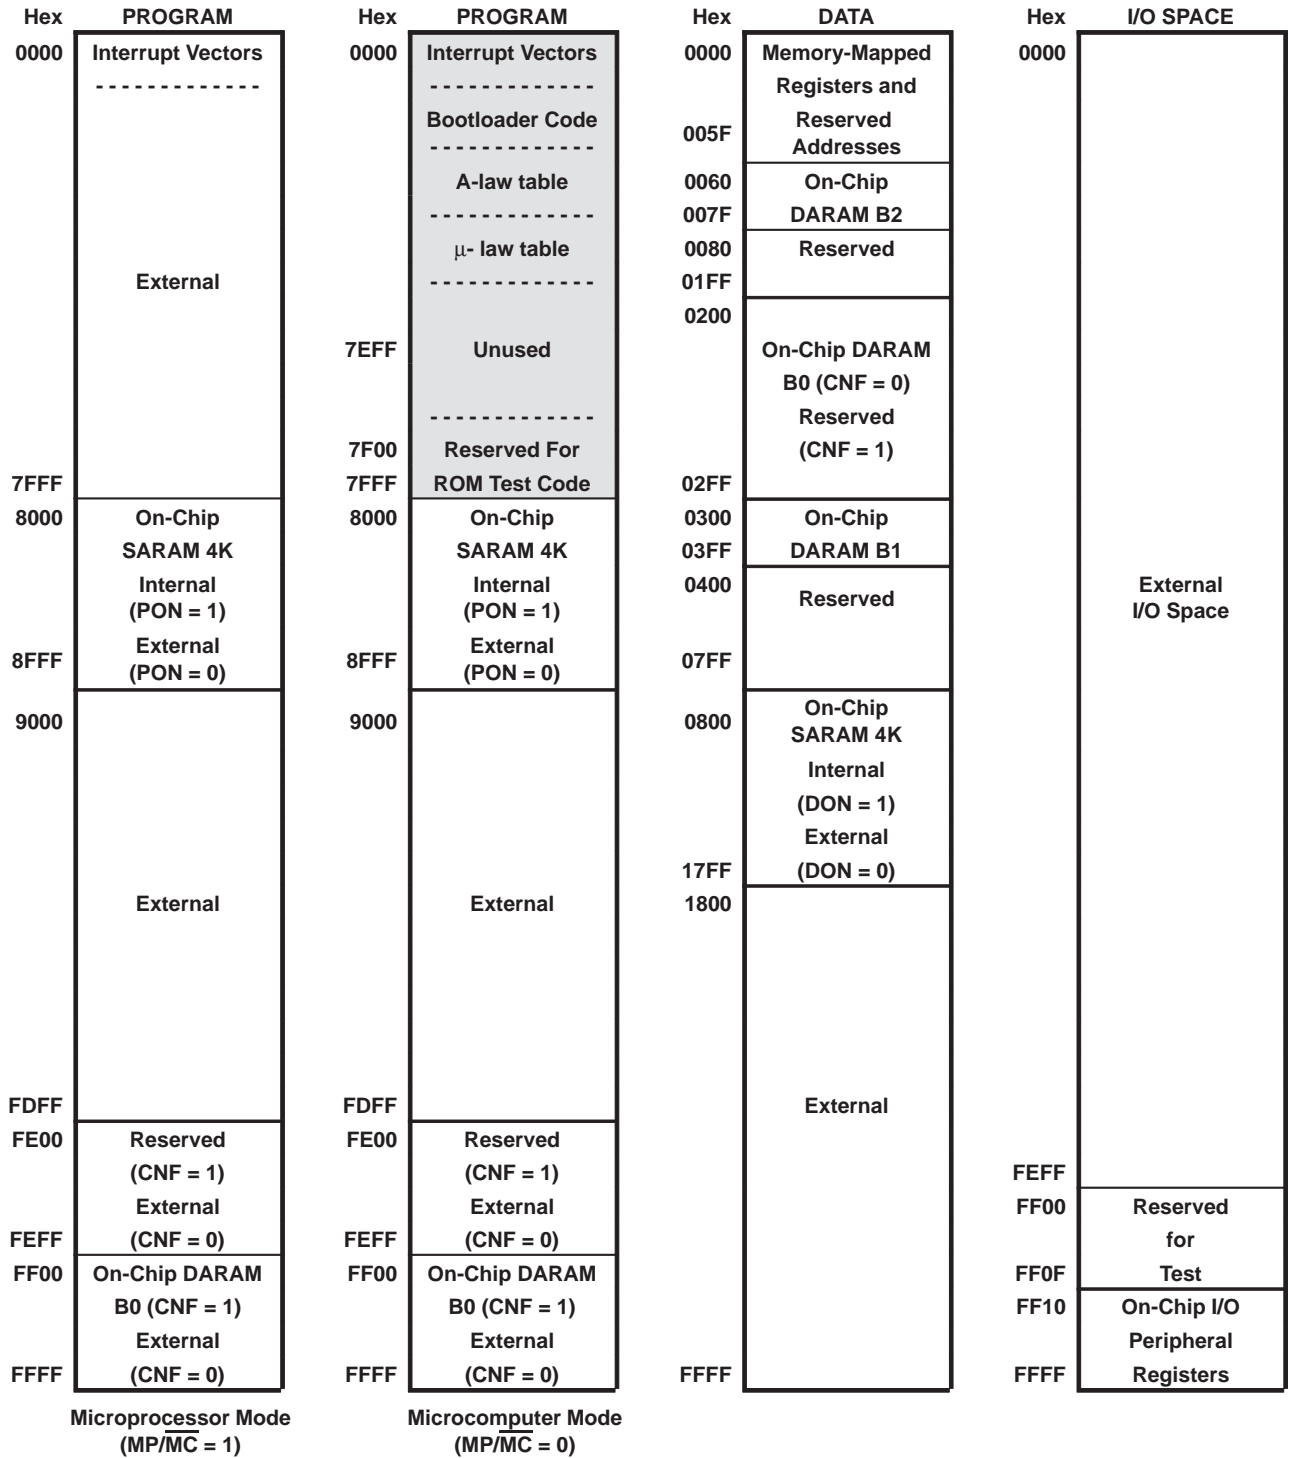 Hex PROGRAM
0000 Interrupt Vectors
External
7FFF
8000 On-Chip
SARAM 4K
Internal
(PON = 1)
External
8FFF (PON = 0)
9000
External
FDFF
FE00 Reserved
(CNF = 1)
External
FEFF (CNF = 0)
FF00 On-Chip DARAM
B0 (CNF = 1)
External
FFFF (CNF = 0)
Microprocessor Mode
(MP/MC = 1)
Hex PROGRAM
0000 Interrupt Vectors
Bootloader Code
A-law table
μ- law table
7EFF Unused
7F00 Reserved For
7FFF ROM Test Code
8000 On-Chip
SARAM 4K
Internal
(PON = 1)
External
8FFF (PON = 0)
9000
External
FDFF
FE00 Reserved
(CNF = 1)
External
FEFF (CNF = 0)
FF00 On-Chip DARAM
B0 (CNF = 1)
External
FFFF (CNF = 0)
Microcomputer Mode
(MP/MC = 0)
Hex DATA
0000 Memory-Mapped
Registers and
Reserved
005F Addresses
0060 On-Chip
007F DARAM B2
0080 Reserved
01FF
0200
On-Chip DARAM
B0 (CNF = 0)
Reserved
(CNF = 1)
02FF
0300 On-Chip
03FF DARAM B1
0400
Reserved
07FF
On-Chip
0800 SARAM 4K
Internal
(DON = 1)
External
17FF (DON = 0)
1800
External
FFFF
Hex I/O SPACE
0000
External
I/O Space
FEFF
FF00 Reserved
for
FF0F Test
FF10 On-Chip I/O
Peripheral
FFFF Registers